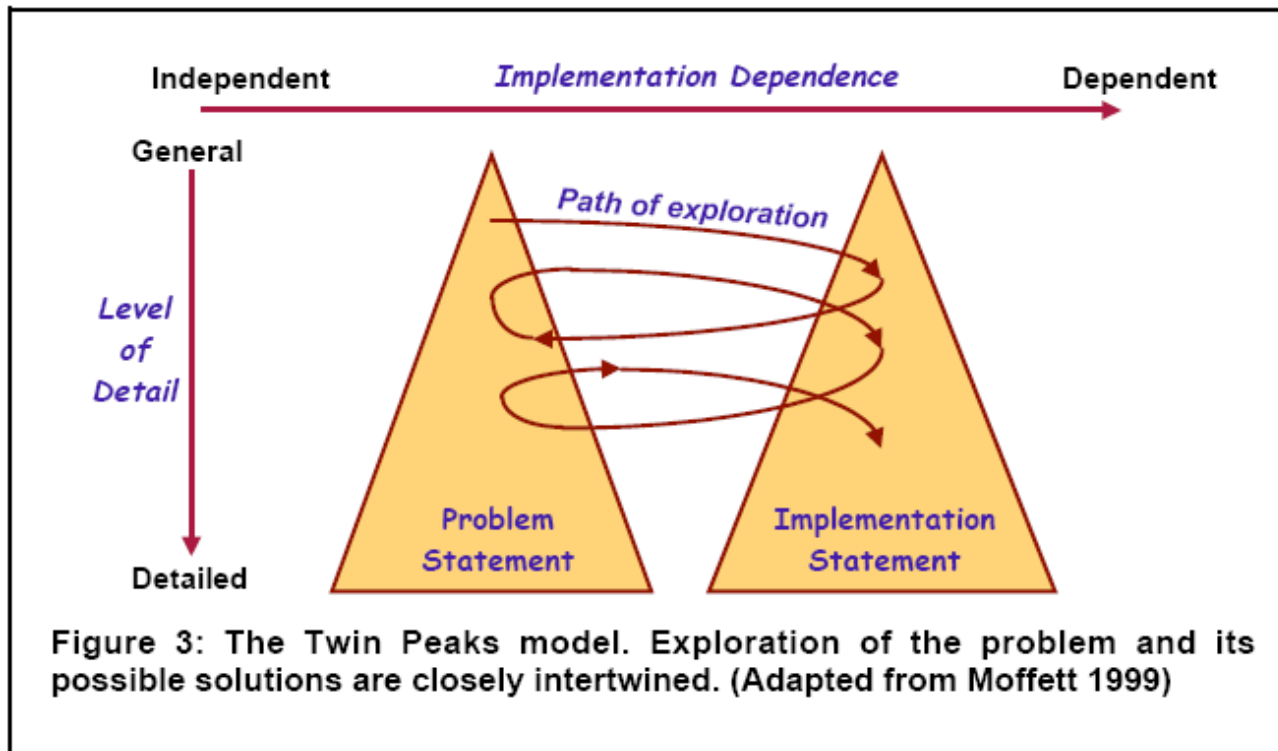 Independent
Implementation Dependence
Dependent
General
Path of exploration
Level
of
Detail
Problem
Statement
Implementation
Statement
Detailed
Figure 3: The Twin Peaks model. Exploration of the problem and its
possible solutions are closely intertwined. (Adapted from Moffett 1999)